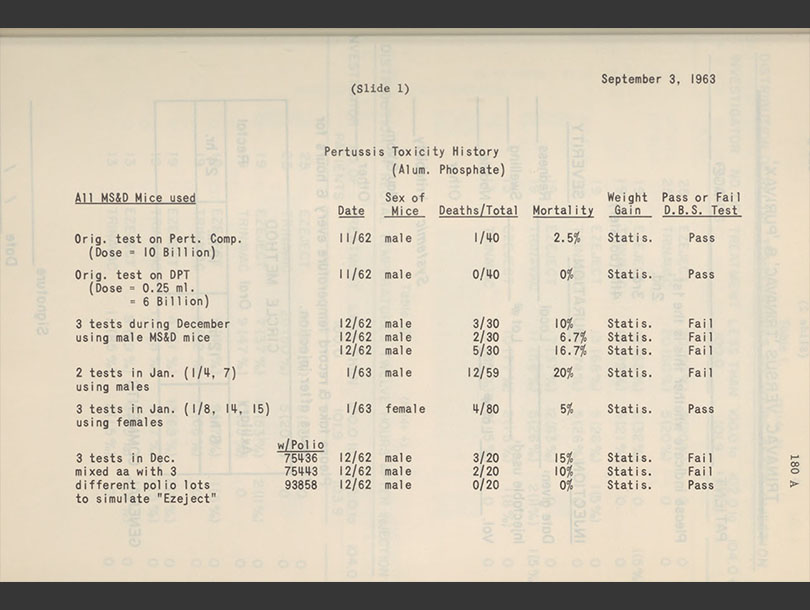 September 3, 1963
(Slide 1)
Pertussis Toxicity History
(Alum. Phosphate)
All MS&D Mice used Date Sex of Mice Deaths/Total Mortality Weight Gain Pass or Fail D.B.S. Test
Orig. test on Pert. Comp. 11/62 male 1/40 2.5% Statis. Pass
(Dose = 10 Billion)
Orig. test on DPT 11/62 male 0/40 0% Statis. Pass
(Dose = 0.25 ml.
= 6 Billion)
3 tests during December 12/62 male 3/30 10% Statis. Fail
using male MS&D mice 12/62 male 2/30 6.7% Statis. Fail
12/62 male 5/30 16.7% Statis. Fail
2 tests in Jan. (1/4, 7) 1/63 male 12/59 20% Statis. Fail
using males
3 tests in Jan. (1/8, 14, 15) 1/63 female 4/80 5% Statis. Pass
using females
w/Polio
3 tests in Dec. 75436 12/62 male 3/20 15% Statis. Fail
mixed aa with 3 75443 12/62 male 2/20 10% Statis. Fail
different polio lots 93858 12/62 male 0/20 0% Statis. Pass
to simulate "Ezeject"
180 A